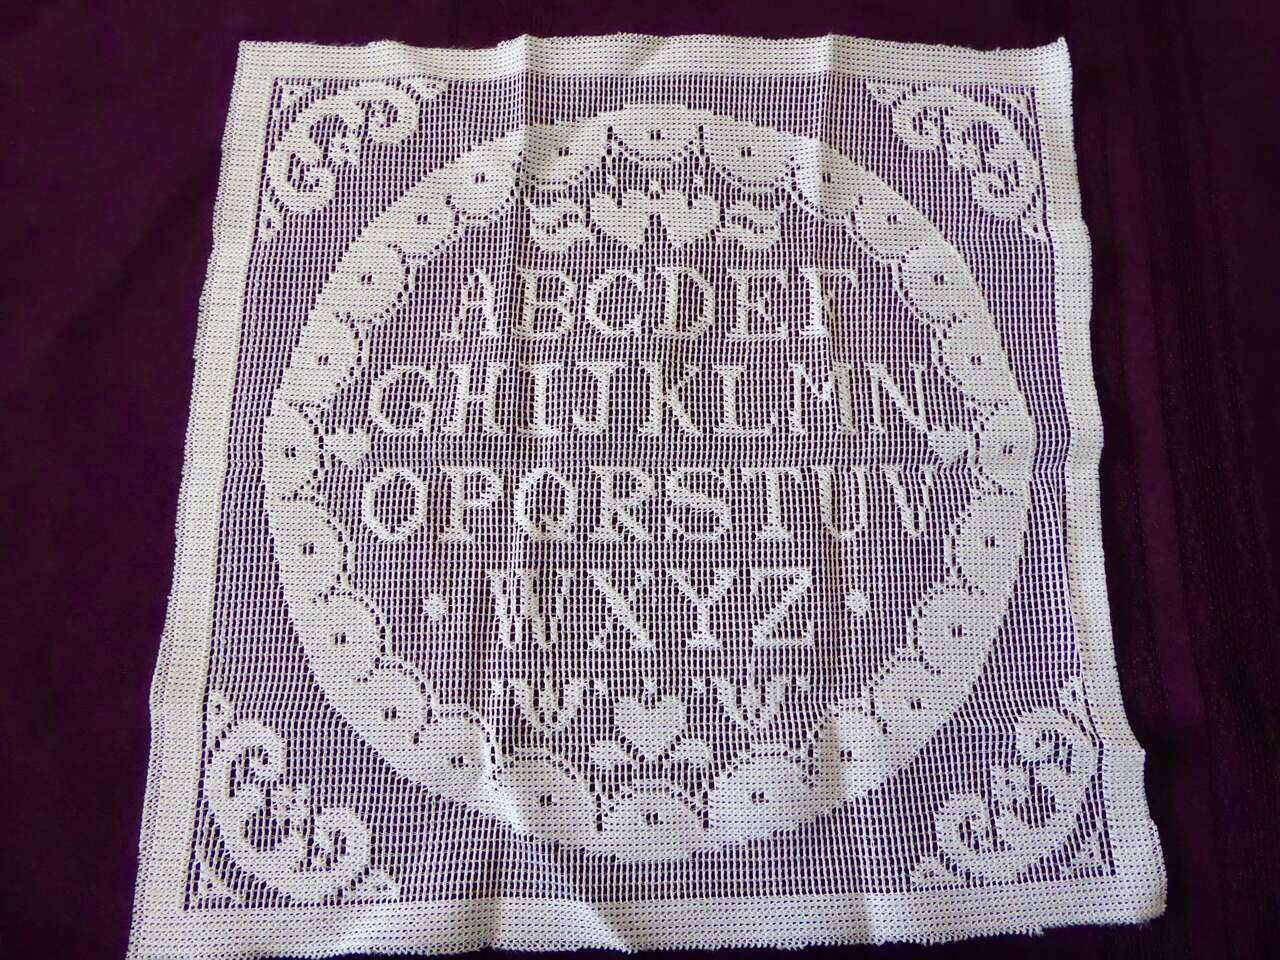 ABCDEF
GHIJKLMN
OPQRSTUV
WXYZ